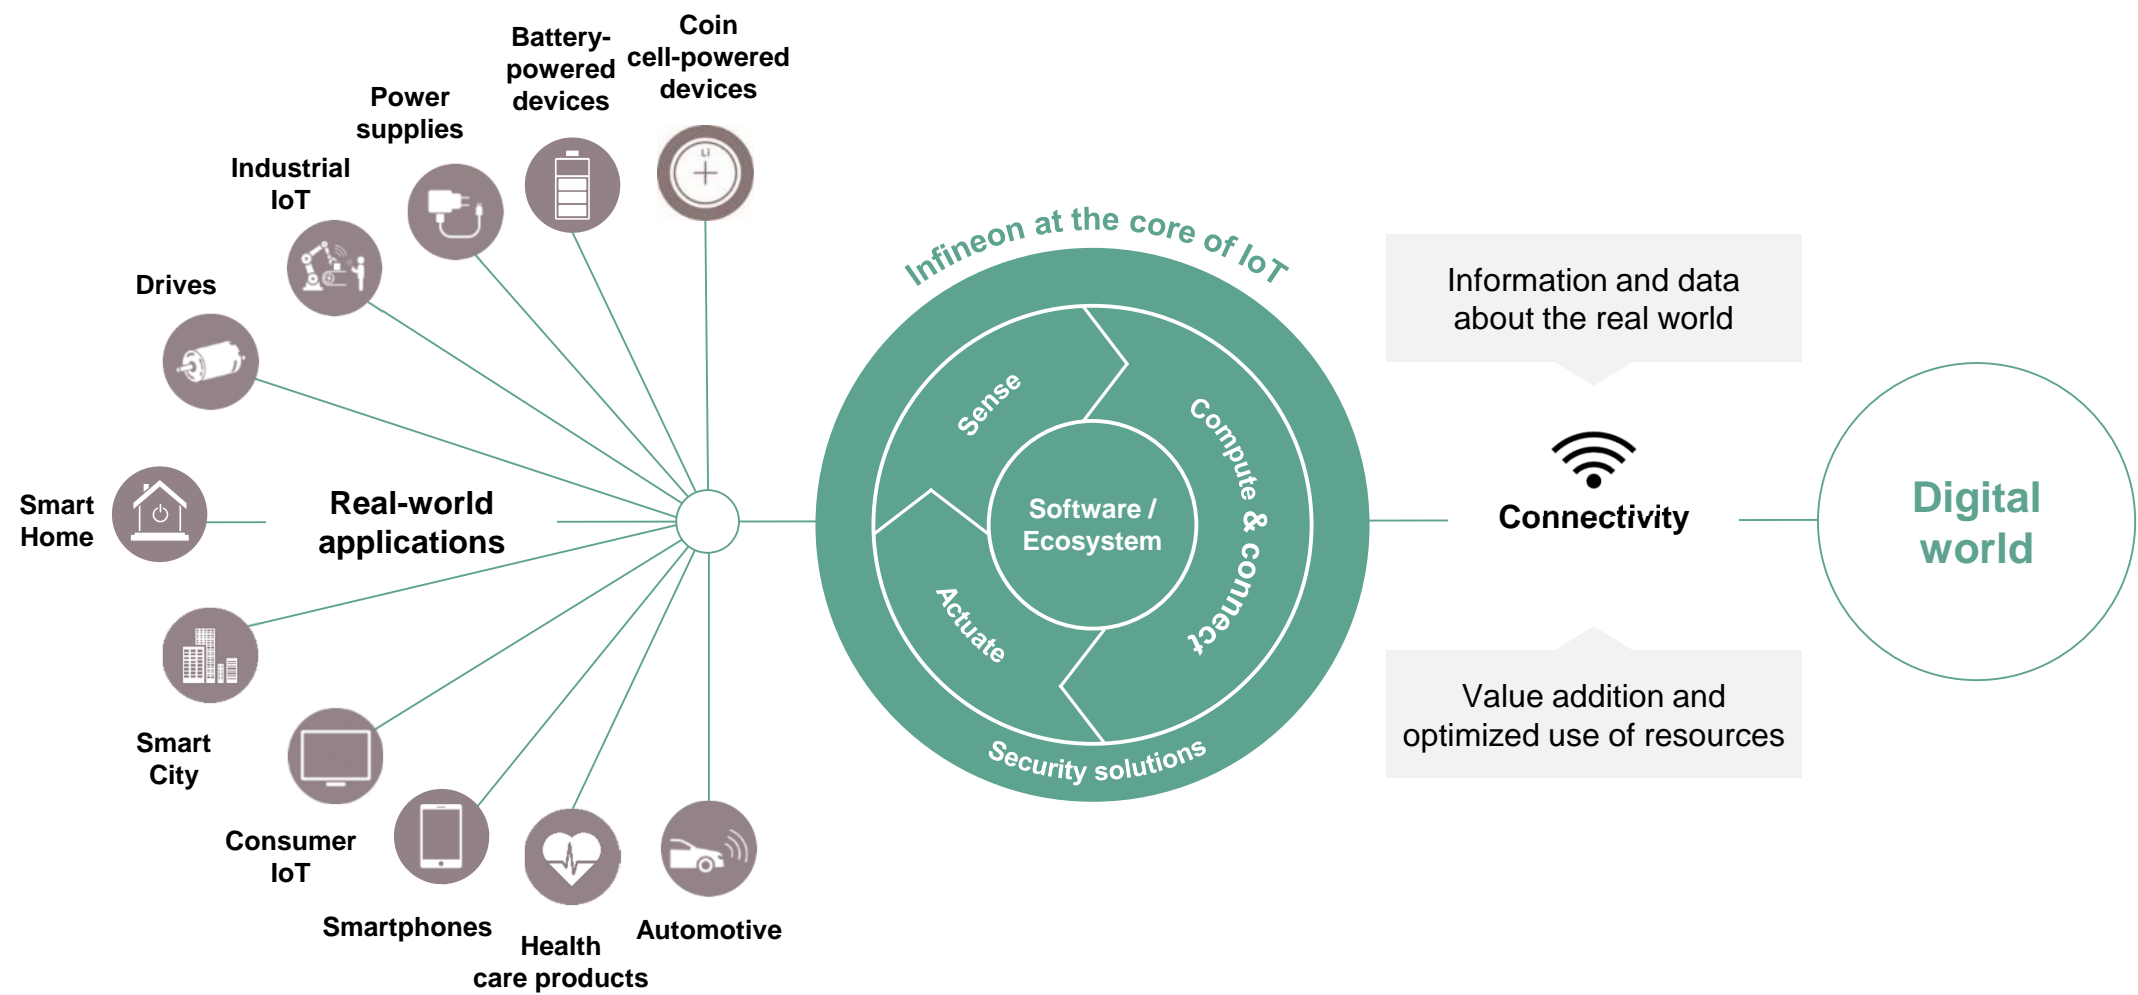 Coin
cell-powered
devices
Battery-
powered
devices
Power
supplies
Industrial
IoT
Drives
Smart
Home
Smart
City
Consumer
IoT
Smartphones
Health
care products
Automotive
Li
Real-world
applications
Infineon at the core of IoT
Sense
Compute & connect
Actuate
Software /
Ecosystem
Security solutions
Information and data
about the real world
Connectivity
Value addition and
optimized use of resources
Digital
world